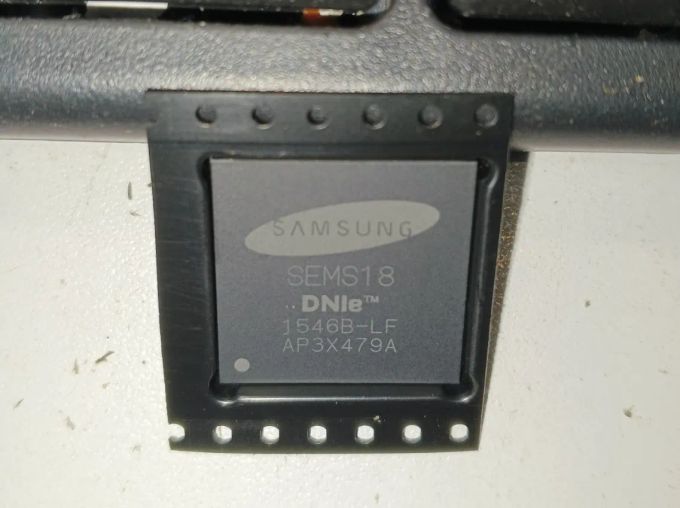 SAMSUNG
SEMS18
DNIe™
1546B-LF
AP3X479A